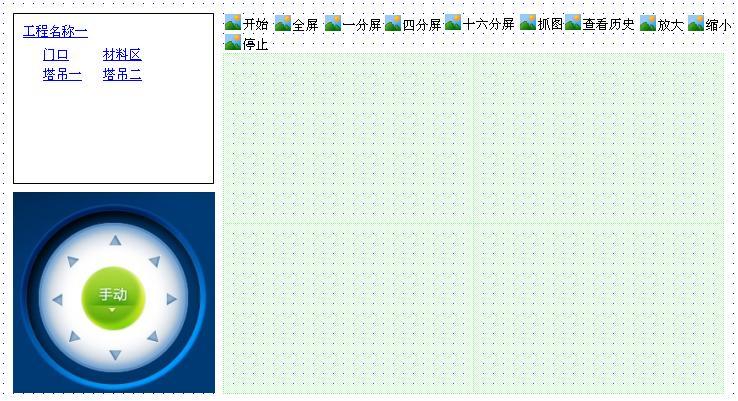 工程名称一
门口 材料区
塔吊一 塔吊二
开始 全屏 一分屏 四分屏 十六分屏 抓图 查看历史 放大 缩小
停止
手动